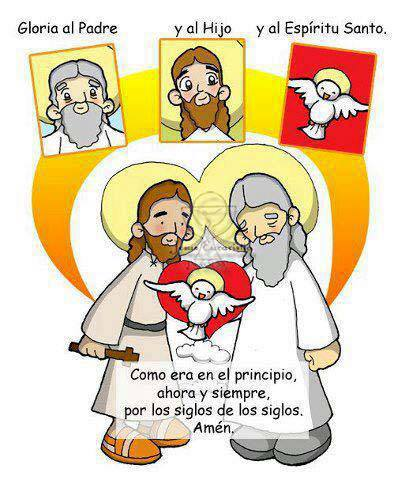 Gloria al Padre y al Hijo y al Espíritu Santo.
Como era en el principio,
ahora y siempre,
por los siglos de los siglos.
Amén.